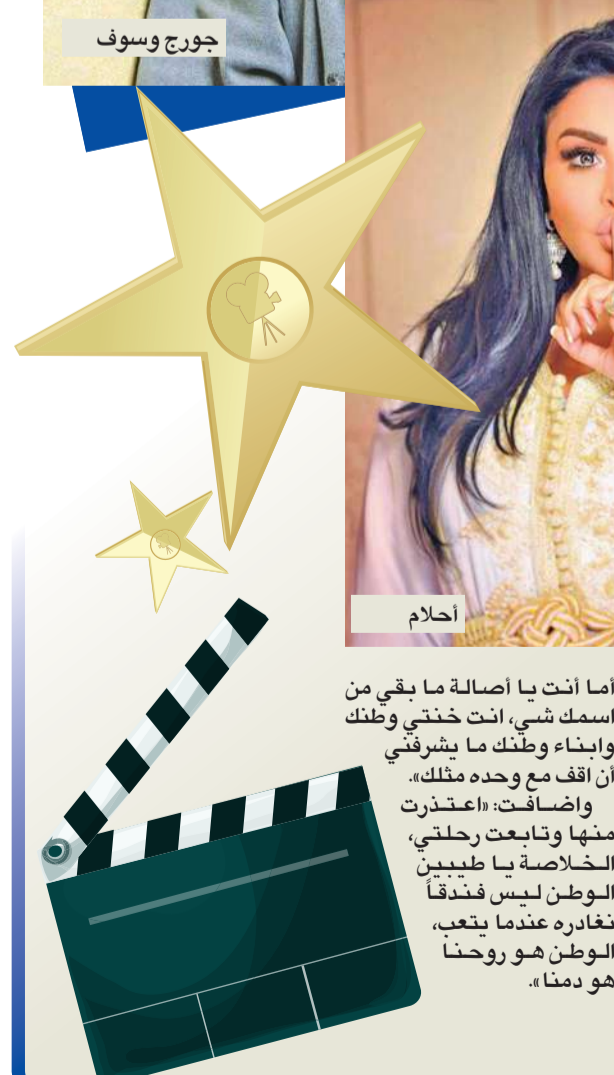 جورج وسوف
أحلام
أما أنت يا أصالة ما بقي من
اسمك شي، انت خنتي وطنك
وابناء وطنك ما يشرفني
أن اقف مع وحده مثلك».
واضافت: «اعتذرت
منها وتابعت رحلتي،
الخلاصة يا طيبين
الوطن ليس فندقاً
نغادره عندما يتعب،
الوطن هو روحنا
هو دمنا».